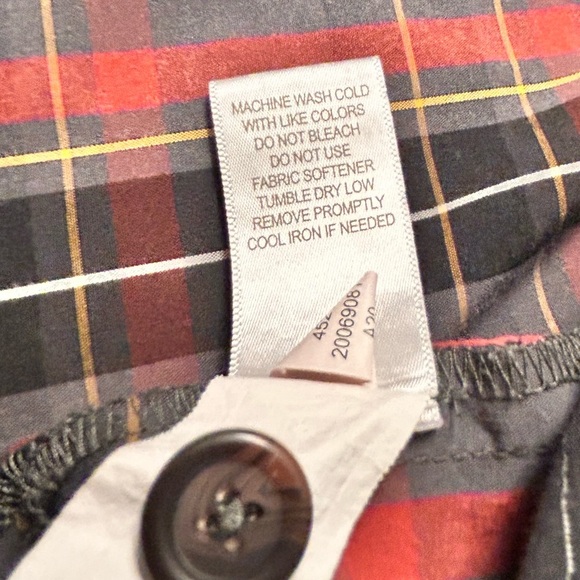 MACHINE WASH COLD
WITH LIKE COLORS
DO NOT BLEACH
DO NOT USE
FABRIC SOFTENER
TUMBLE DRY LOW
REMOVE PROMPTLY
COOL IRON IF NEEDED